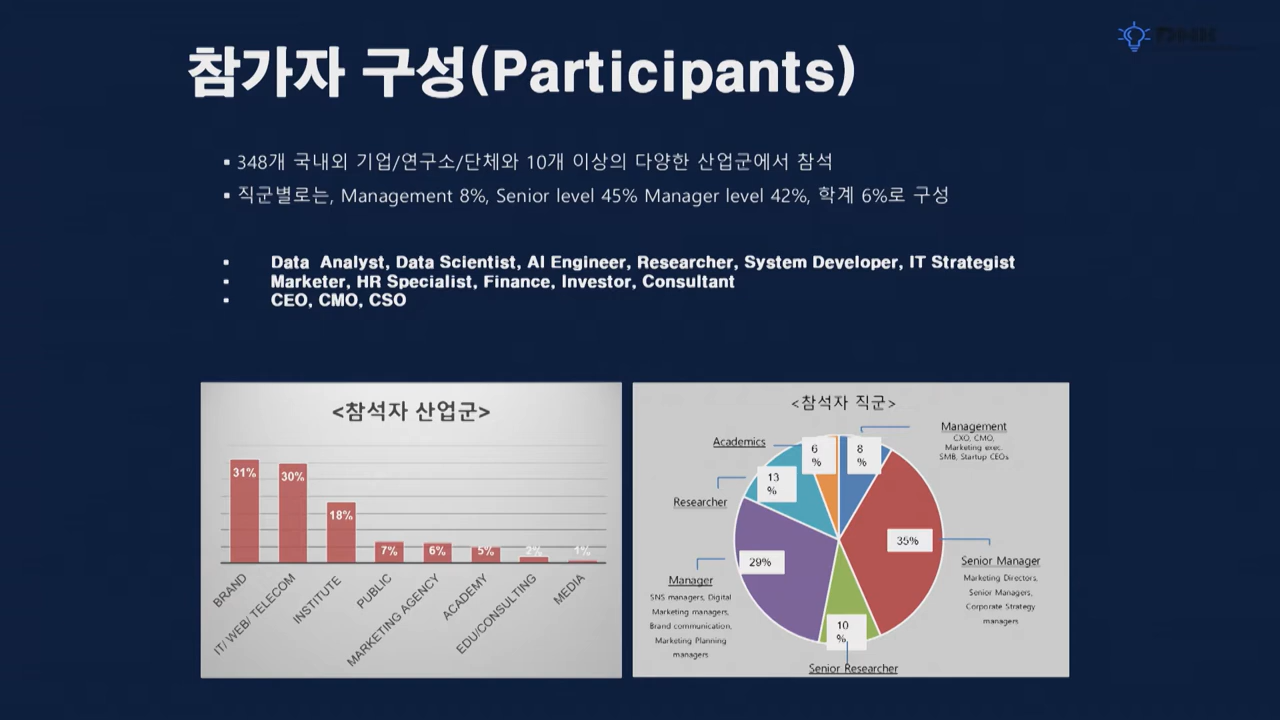 참가자 구성(Participants)
▪ 348개 국내외 기업/연구소/단체와 10개 이상의 다양한 산업군에서 참석
▪ 직군별로는, Management 8%, Senior level 45% Manager level 42%, 학계 6%로 구성
▪ Data Analyst, Data Scientist, AI Engineer, Researcher, System Developer, IT Strategist
▪ Marketer, HR Specialist, Finance, Investor, Consultant
▪ CEO, CMO, CSO
<참석자 산업군>
31%
30%
18%
7%
6%
5%
2%
1%
BRAND
IT/ WEB/ TELECOM
INSTITUTE
PUBLIC
MARKETING AGENCY
ACADEMY
EDU/CONSULTING
MEDIA
<참석자 직군>
Management
CXO, CMO,
Marketing exec.
SMB, Startup CEOs
8
%
Senior Manager
Marketing Directors,
Senior Managers,
Corporate Strategy
managers
35%
Senior Researcher
10
%
Manager
SNS managers, Digital
Marketing managers,
Brand communication,
Marketing Planning
managers
29%
Researcher
13
%
Academics
6
%